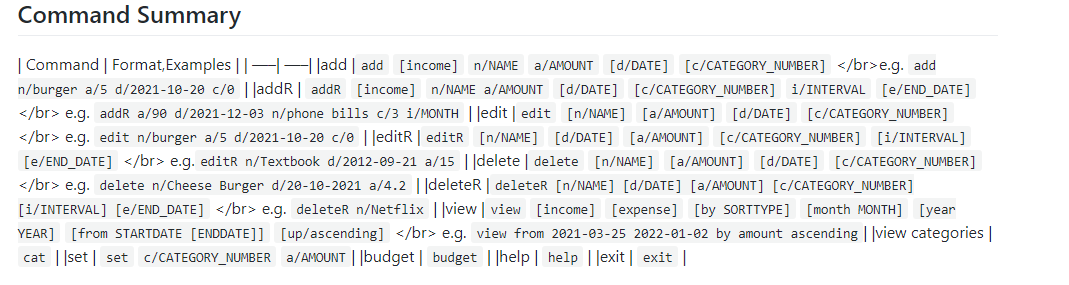 Command Summary
| Command | Format,Examples | | —–| —–| |add | add [income] n/NAME a/AMOUNT [d/DATE] [c/CATEGORY_NUMBER] </br>e.g. add
n/burger a/5 d/2021-10-20 c/0 | |addR | addR [income] n/NAME a/AMOUNT [d/DATE] [c/CATEGORY_NUMBER] i/INTERVAL [e/END_DATE]
</br> e.g. addR a/90 d/2021-12-03 n/phone bills c/3 i/MONTH | |edit | edit [n/NAME] [a/AMOUNT] [d/DATE] [c/CATEGORY_NUMBER]
</br> e.g. edit n/burger a/5 d/2021-10-20 c/0 | |editR | editR [n/NAME] [d/DATE] [a/AMOUNT] [c/CATEGORY_NUMBER] [i/INTERVAL]
[e/END_DATE] </br> e.g. editR n/Textbook d/2012-09-21 a/15 | |delete | delete [n/NAME] [a/AMOUNT] [d/DATE] [c/CATEGORY_NUMBER]
</br> e.g. delete n/Cheese Burger d/20-10-2021 a/4.2 | |deleteR | deleteR [n/NAME] [d/DATE] [a/AMOUNT] [c/CATEGORY_NUMBER]
[i/INTERVAL] [e/END_DATE] </br> e.g. deleteR n/Netflix | |view | view [income] [expense] [by SORTTYPE] [month MONTH] [year
YEAR] [from STARTDATE [ENDDATE]] [up/ascending] </br> e.g. view from 2021-03-25 2022-01-02 by amount ascending | |view categories |
cat | |set | set c/CATEGORY_NUMBER a/AMOUNT | |budget | budget | |help | help | |exit | exit |